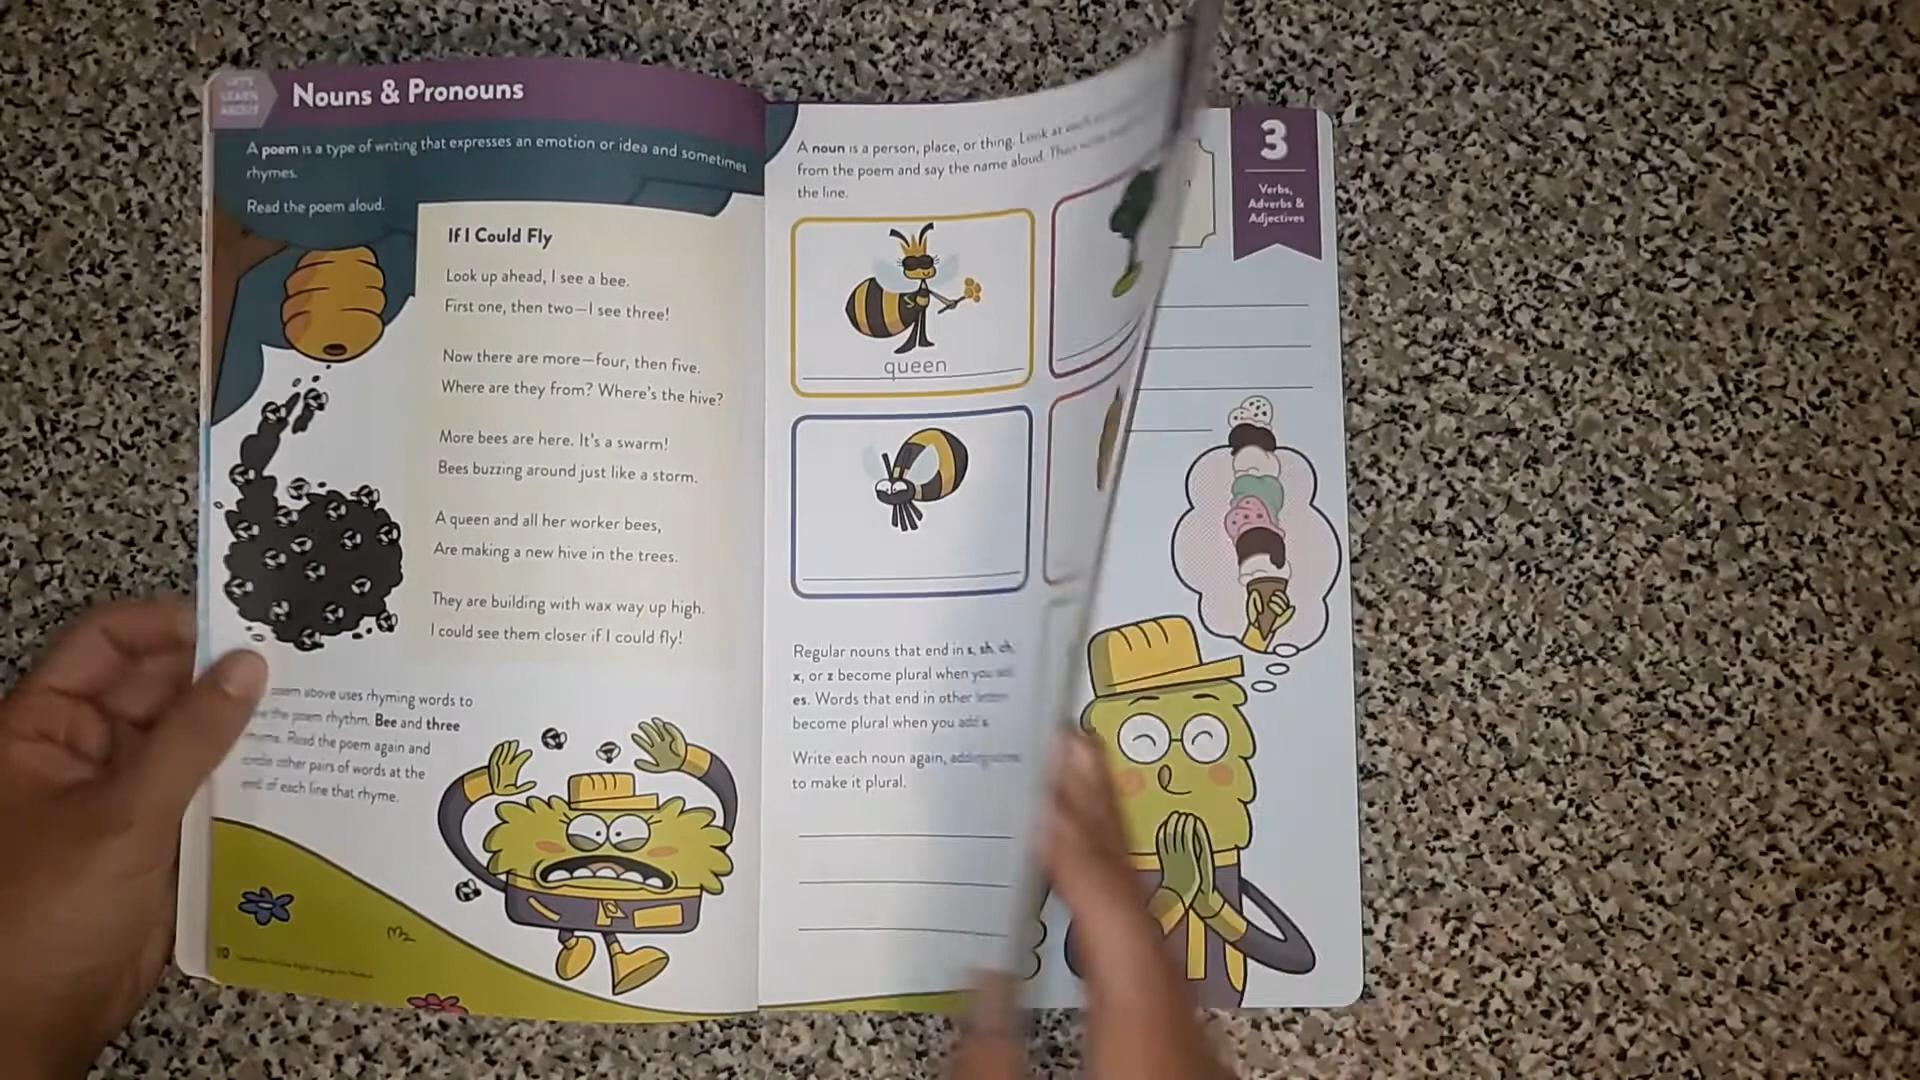 LET'S
LEARN
ABOUT
Nouns & Pronouns
A poem is a type of writing that expresses an emotion or idea and sometimes
rhymes.
Read the poem aloud.
If I Could Fly
Look up ahead, I see a bee.
First one, then two—I see three!
Now there are more—four, then five.
Where are they from? Where's the hive?
More bees are here. It's a swarm!
Bees buzzing around just like a storm.
A queen and all her worker bees,
Are making a new hive in the trees.
They are building with wax way up high.
I could see them closer if I could fly!
poem above uses rhyming words to
the poem rhythm. Bee and three
Read the poem again and
other pairs of words at the
end of each line that rhyme.
10
A noun is a person, place, or thing. Look at each
from the poem and say the name aloud. Then
the line.
queen
Regular nouns that end in s, sh, ch,
x, or z become plural when you
es. Words that end in other letters
become plural when you add s.
Write each noun again, adding
to make it plural.
3
Verbs,
Adverbs &
Adjectives